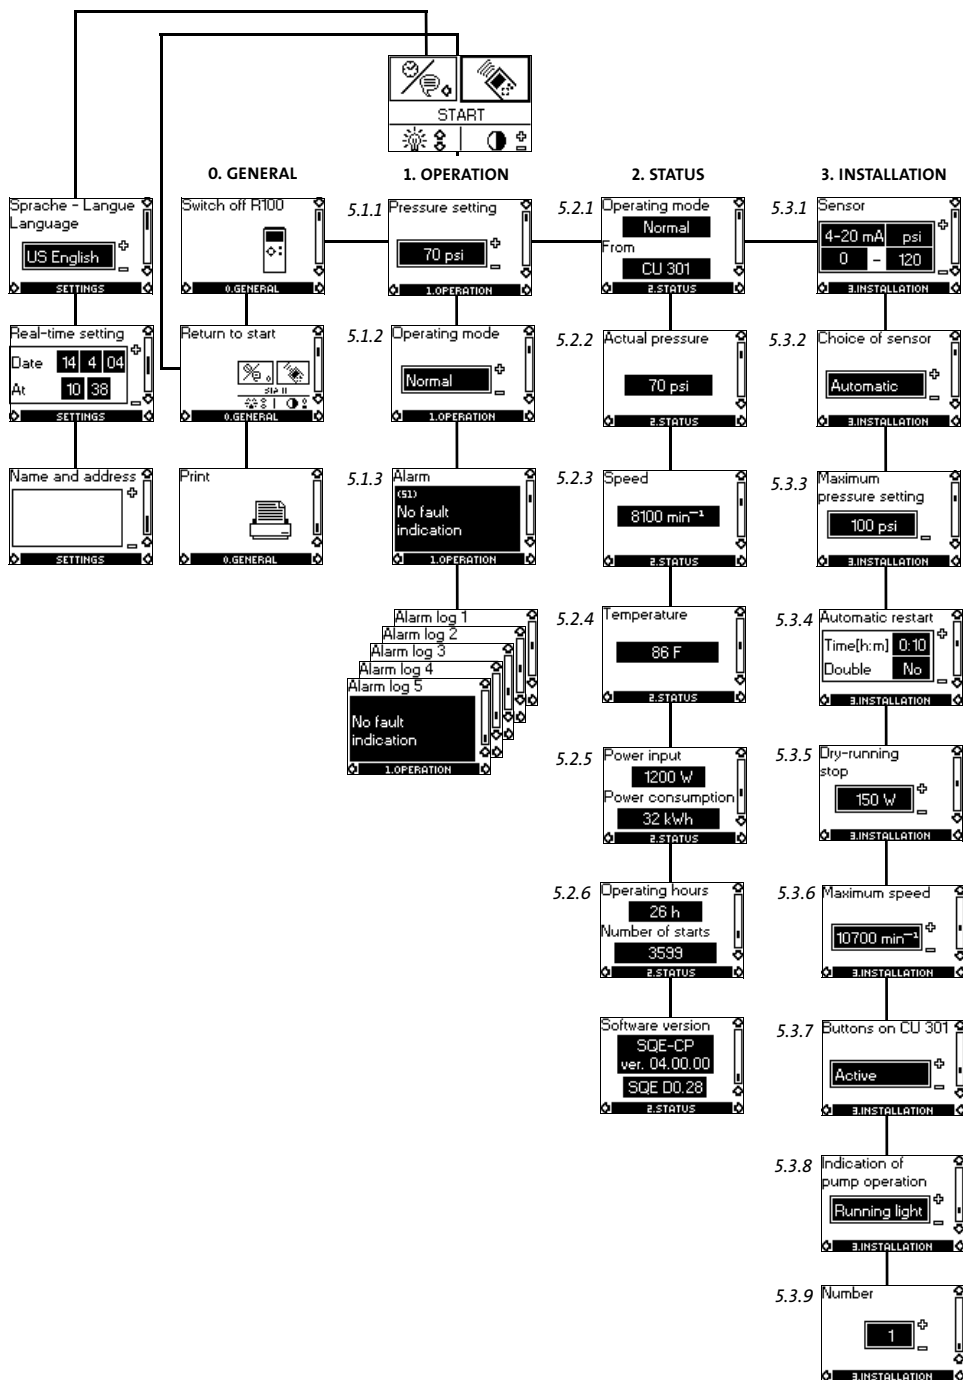 START
0. GENERAL
1. OPERATION
2. STATUS
3. INSTALLATION
Sprache - Langue
Language
US English
SETTINGS
Real-time setting
Date 14 4 04
At 10 38
SETTINGS
Name and address
SETTINGS
Switch off R100
0.GENERAL
Return to start
START
0.GENERAL
Print
0.GENERAL
5.1.1
Pressure setting
70 psi
1.OPERATION
5.1.2
Operating mode
Normal
1.OPERATION
5.1.3
Alarm
(51)
No fault
indication
1.OPERATION
Alarm log 1
Alarm log 2
Alarm log 3
Alarm log 4
Alarm log 5
No fault
indication
1.OPERATION
5.2.1
Operating mode
Normal
From
CU 301
2.STATUS
5.2.2
Actual pressure
70 psi
2.STATUS
5.2.3
Speed
8100 min⁻¹
2.STATUS
5.2.4
Temperature
86 F
2.STATUS
5.2.5
Power input
1200 W
Power consumption
32 kWh
2.STATUS
5.2.6
Operating hours
26 h
Number of starts
3599
2.STATUS
Software version
SQE-CP
ver. 04.00.00
SQE D0.28
2.STATUS
5.3.1
Sensor
4-20 mA psi
0 - 120
3.INSTALLATION
5.3.2
Choice of sensor
Automatic
3.INSTALLATION
5.3.3
Maximum
pressure setting
100 psi
3.INSTALLATION
5.3.4
Automatic restart
Time[h:m] 0:10
Double No
3.INSTALLATION
5.3.5
Dry-running
stop
150 W
3.INSTALLATION
5.3.6
Maximum speed
10700 min⁻¹
3.INSTALLATION
5.3.7
Buttons on CU 301
Active
3.INSTALLATION
5.3.8
Indication of
pump operation
Running light
3.INSTALLATION
5.3.9
Number
1
3.INSTALLATION